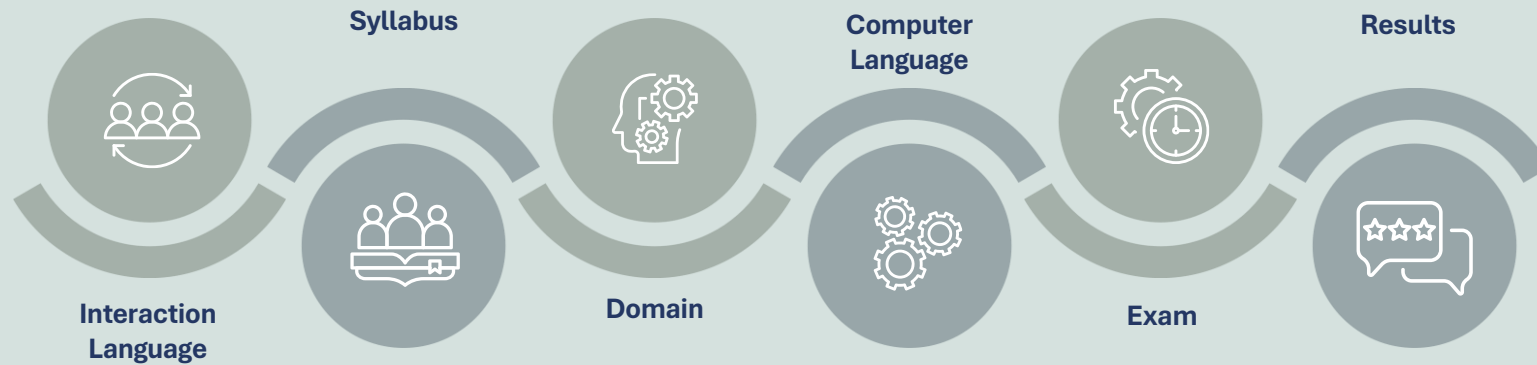 Interaction
Language
Syllabus
Domain
Computer
Language
Exam
Results